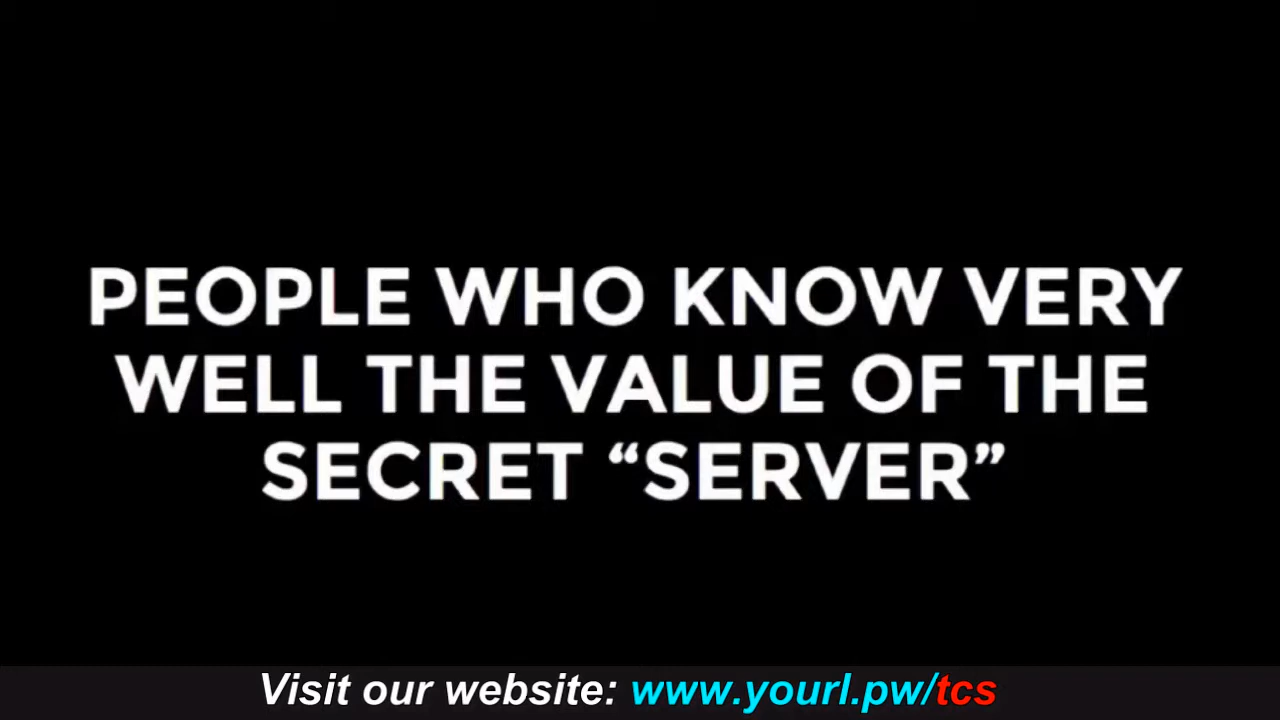 PEOPLE WHO KNOW VERY
WELL THE VALUE OF THE
SECRET “SERVER”
Visit our website: www.yourl.pw/tcs